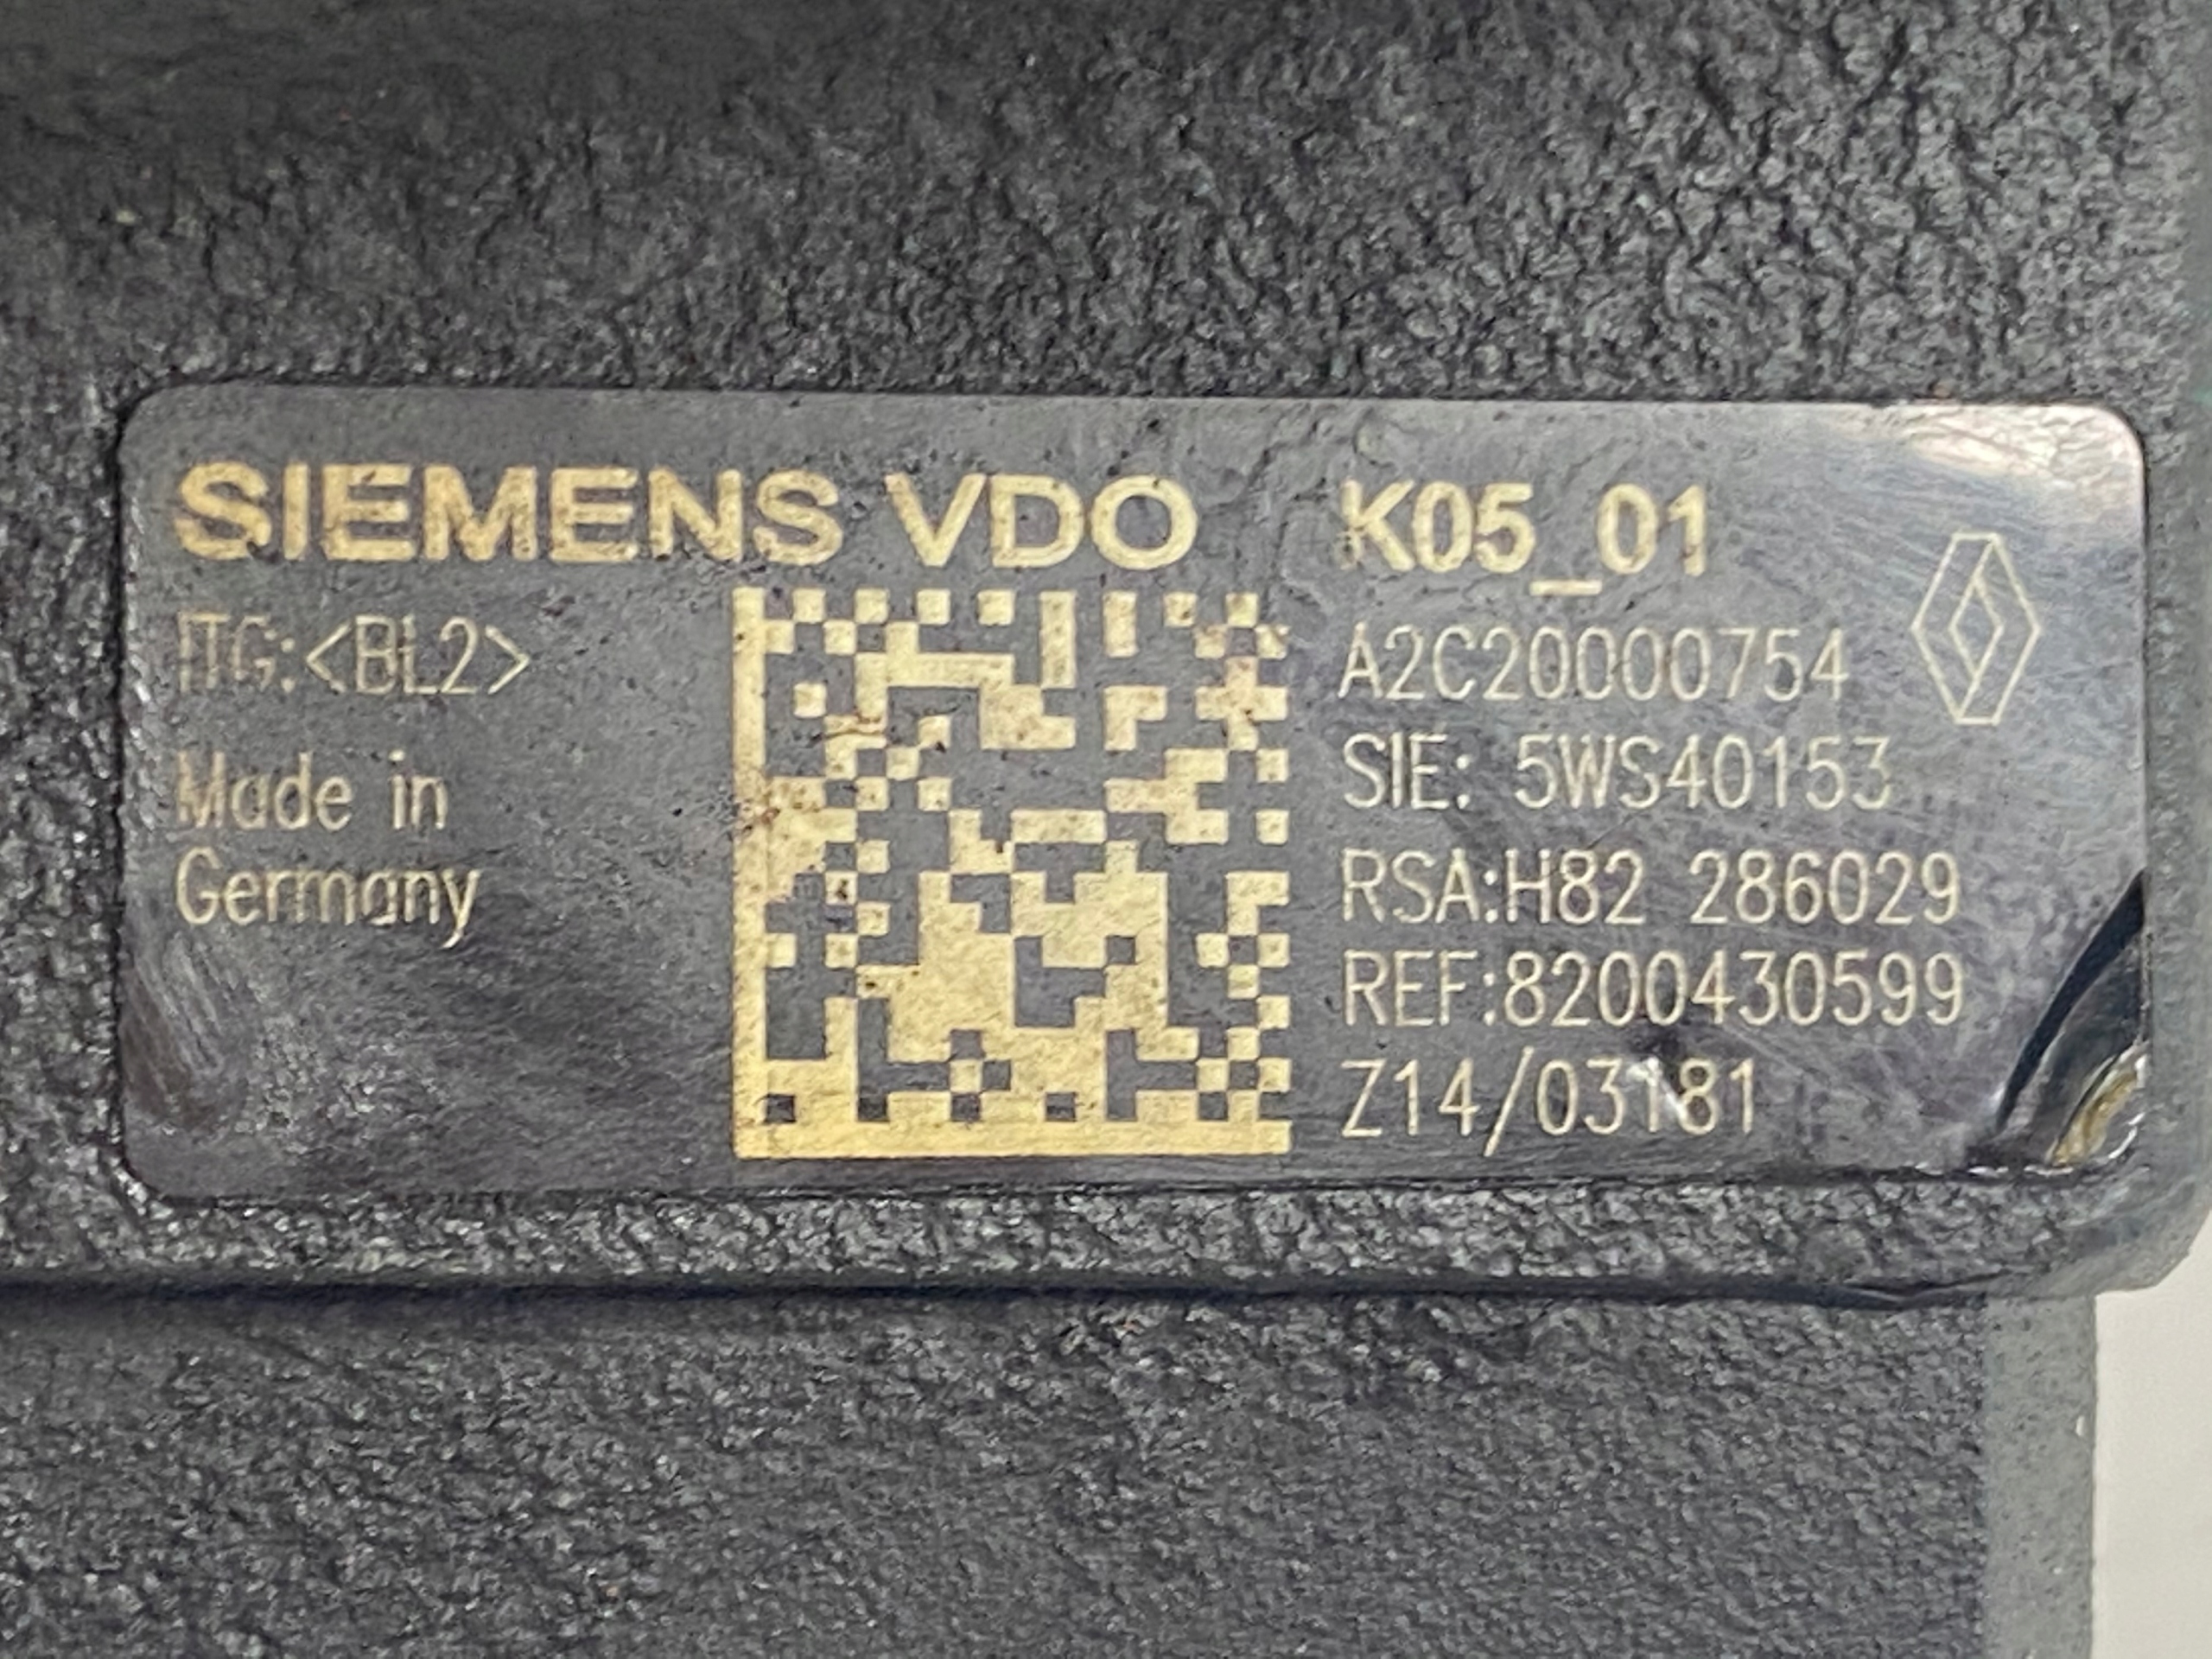 SIEMENS VDO K05_01
ITG:<BL2>
Made in
Germany
A2C20000754
SIE: 5WS40153
RSA:H82 286029
REF:8200430599
Z14/03181